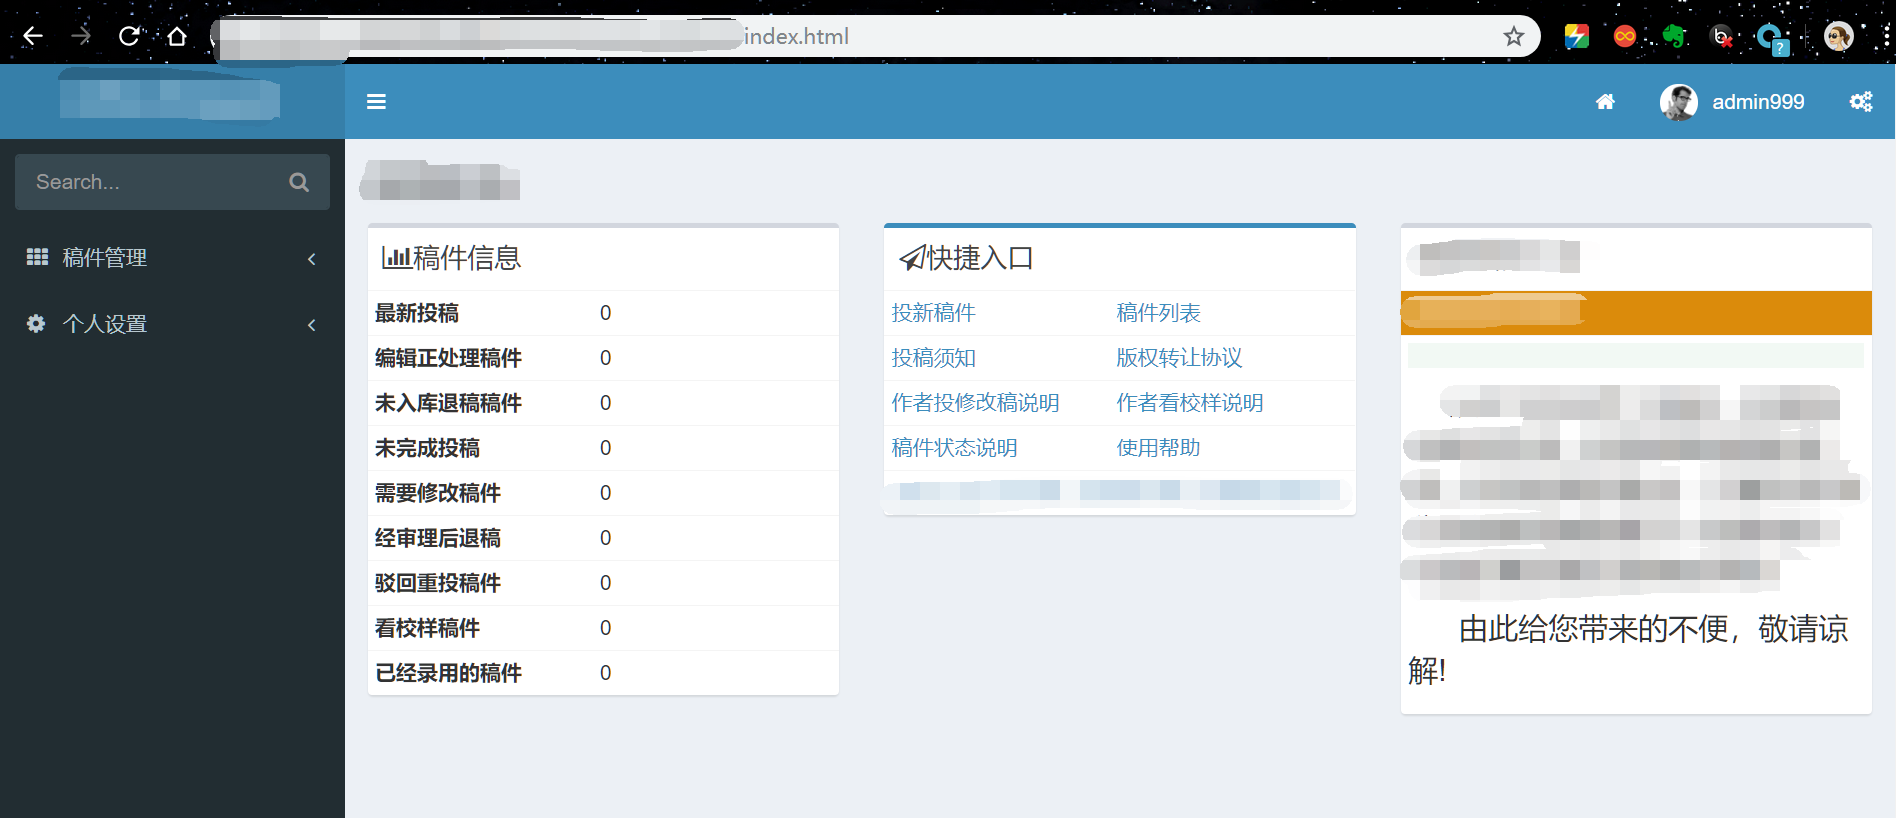 index.html
admin999
Search...
稿件管理
个人设置
稿件信息
最新投稿 0
编辑正处理稿件 0
未入库退稿稿件 0
未完成投稿 0
需要修改稿件 0
经审理后退稿 0
驳回重投稿件 0
看校样稿件 0
已经录用的稿件 0
快捷入口
投新稿件 稿件列表
投稿须知 版权转让协议
作者投修改稿说明 作者看校样说明
稿件状态说明 使用帮助
由此给您带来的不便，敬请谅
解!